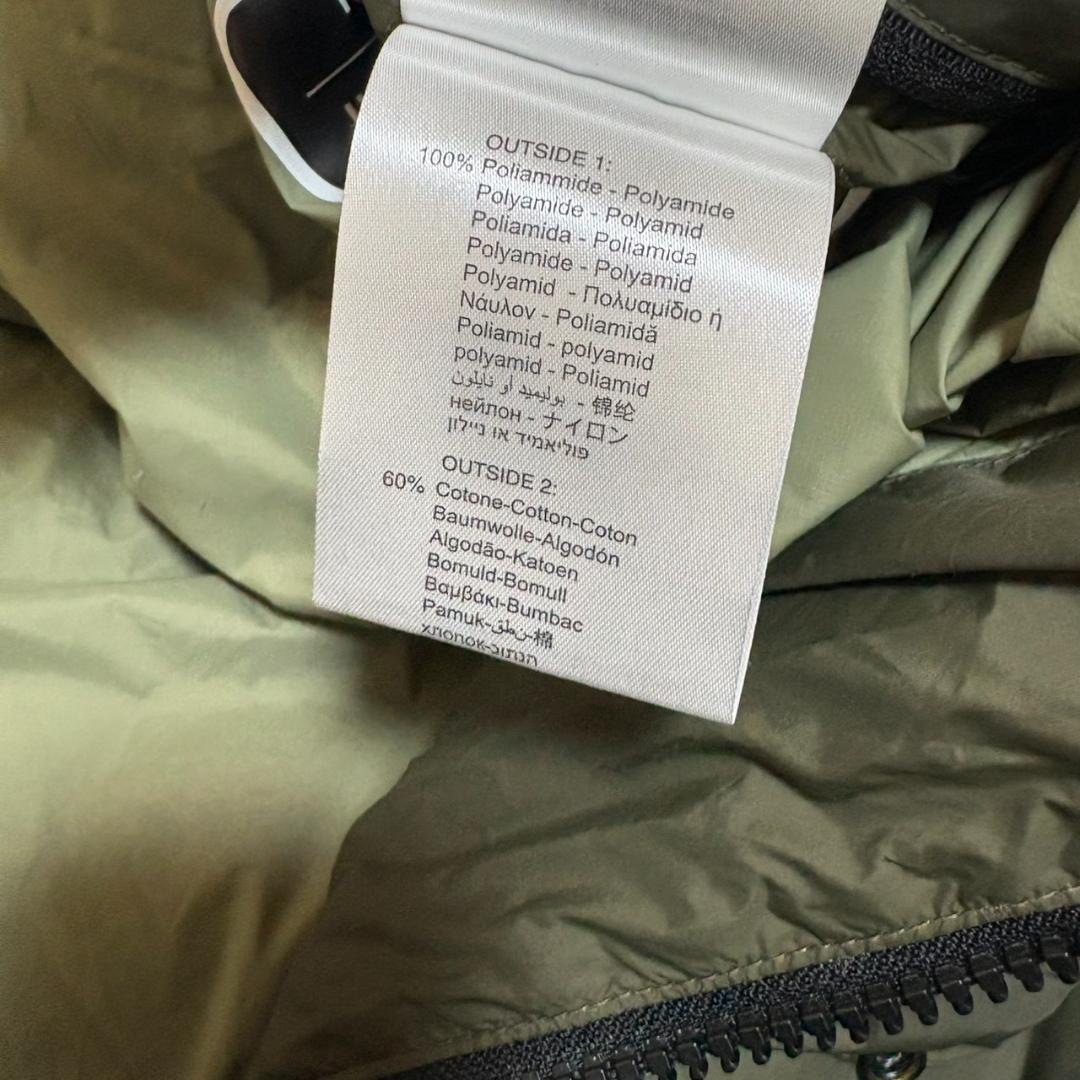 OUTSIDE 1:
100% Poliammide - Polyamide
Polyamide - Polyamid
Poliamida - Poliamida
Polyamide - Polyamid
Polyamid - Πολυαμίδιο ή
Νάυλον - Poliamidă
Poliamid - polyamid
polyamid - Poliamid
بوليميد أو نايلون - 锦纶
нейлон - ナイロン
פוליאמיד או ניילון
OUTSIDE 2:
60% Cotone-Cotton-Coton
Baumwolle-Algodón
Algodão-Katoen
Bomuld-Bomull
Βαμβάκι-Bumbac
Pamuk-قطن-棉
хлопок-כותנה